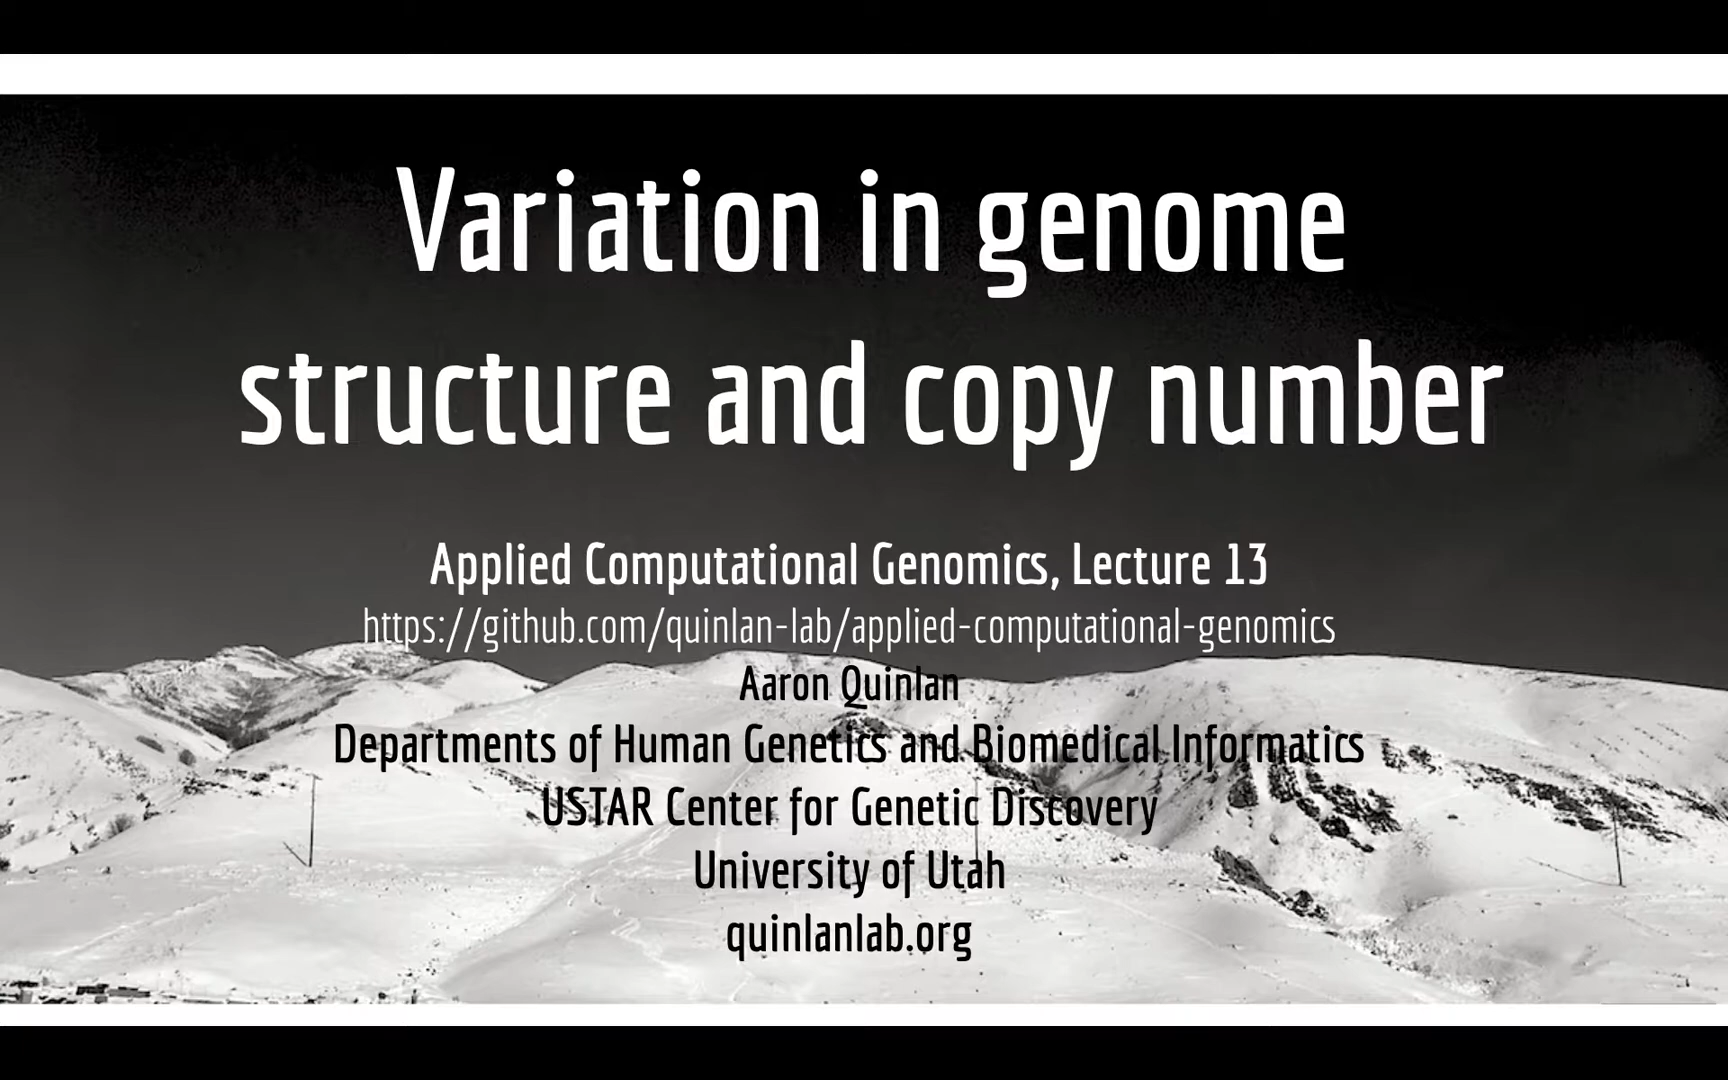 Variation in genome
structure and copy number
Applied Computational Genomics, Lecture 13
https://github.com/quinlan-lab/applied-computational-genomics
Aaron Quinlan
Departments of Human Genetics and Biomedical Informatics
USTAR Center for Genetic Discovery
University of Utah
quinlanlab.org